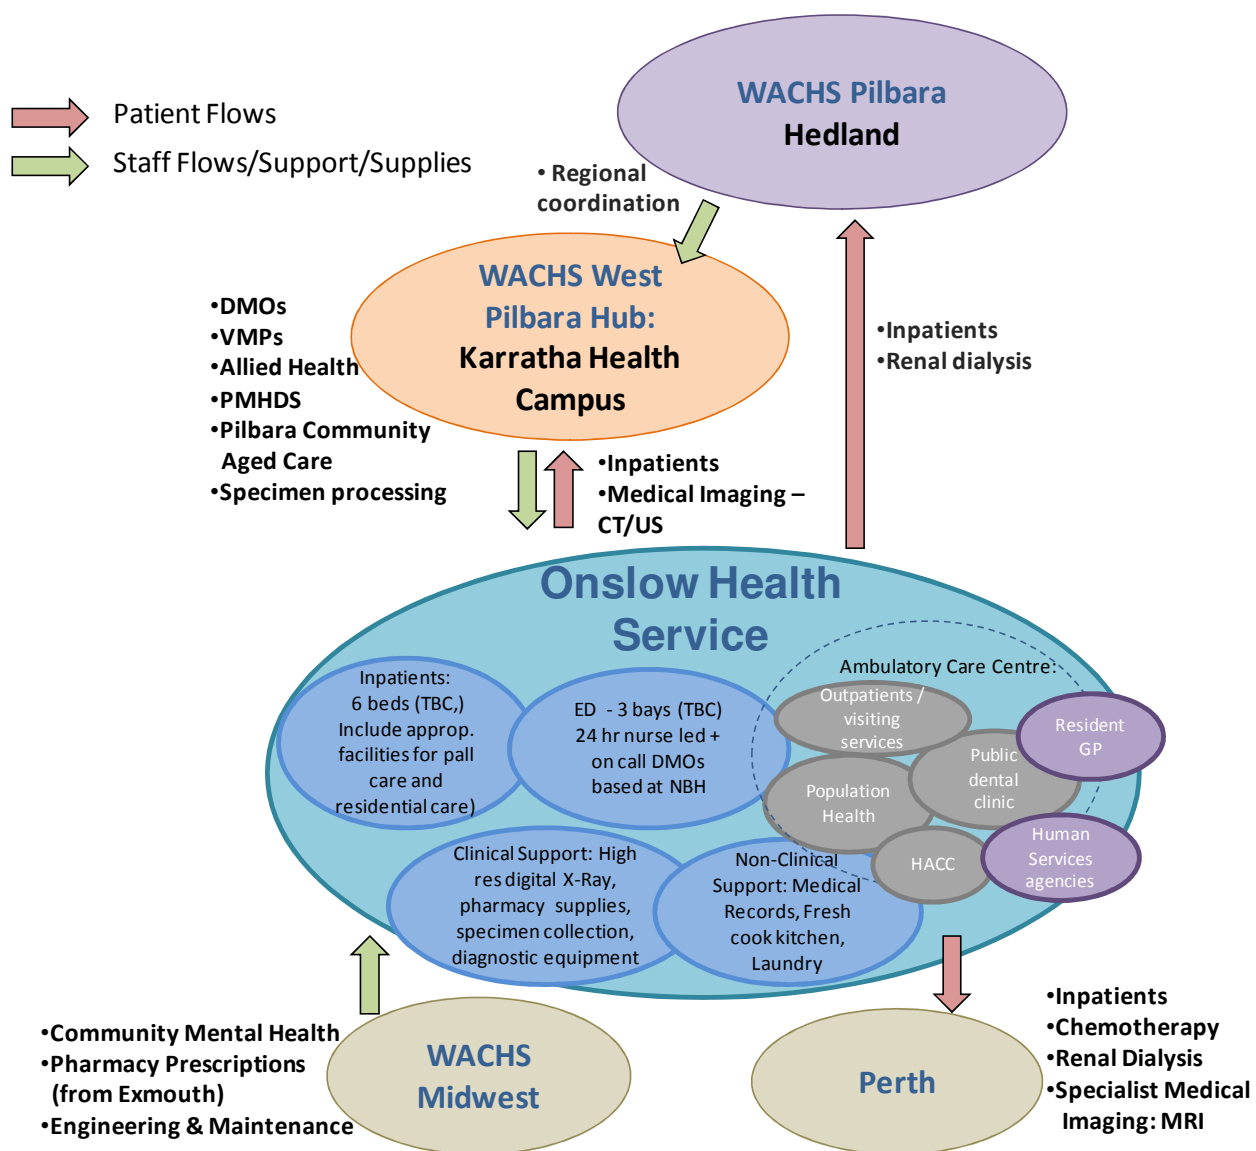 WACHS Pilbara
Hedland
Patient Flows
Staff Flows/Support/Supplies
• Regional
coordination
WACHS West
Pilbara Hub:
Karratha Health
Campus
•DMOs
•VMPs
•Allied Health
•PMHDS
•Pilbara Community
Aged Care
•Specimen processing
•Inpatients
•Renal dialysis
•Inpatients
•Medical Imaging –
CT/US
Onslow Health
Service
Inpatients:
6 beds (TBC,)
Include approp.
facilities for pall
care and
residential care)
ED - 3 bays (TBC)
24 hr nurse led +
on call DMOs
based at NBH
Ambulatory Care Centre:
Outpatients /
visiting
services
Resident
GP
Public
dental
clinic
Population
Health
HACC
Human
Services
agencies
Clinical Support: High
res digital X-Ray,
pharmacy supplies,
specimen collection,
diagnostic equipment
Non-Clinical
Support: Medical
Records, Fresh
cook kitchen,
Laundry
•Community Mental Health
•Pharmacy Prescriptions
(from Exmouth)
•Engineering & Maintenance
WACHS
Midwest
Perth
•Inpatients
•Chemotherapy
•Renal Dialysis
•Specialist Medical
Imaging: MRI